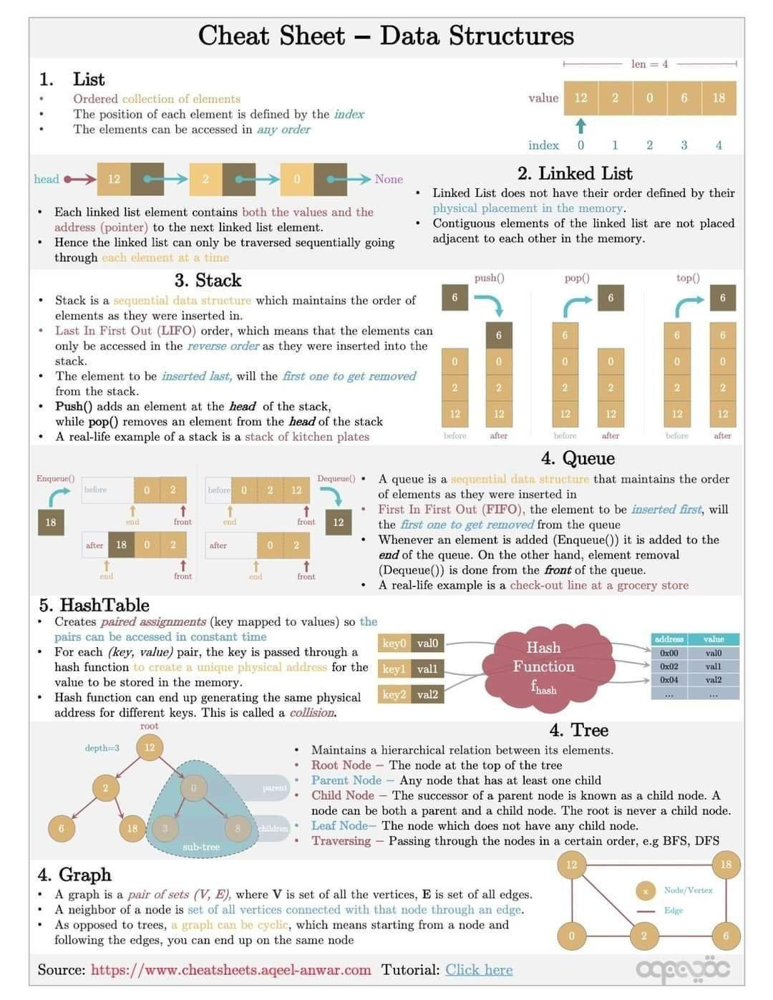 Cheat Sheet – Data Structures
1. List
• Ordered collection of elements
• The position of each element is defined by the index
• The elements can be accessed in any order
len = 4
value 12 2 0 6 18
index 0 1 2 3 4
head 12 2 0 None
• Each linked list element contains both the values and the
address (pointer) to the next linked list element.
• Hence the linked list can only be traversed sequentially going
through each element at a time
2. Linked List
• Linked List does not have their order defined by their
physical placement in the memory.
• Contiguous elements of the linked list are not placed
adjacent to each other in the memory.
3. Stack
• Stack is a sequential data structure which maintains the order of
elements as they were inserted in.
• Last In First Out (LIFO) order, which means that the elements can
only be accessed in the reverse order as they were inserted into the
stack.
• The element to be inserted last, will the first one to get removed
from the stack.
• Push() adds an element at the head of the stack,
while pop() removes an element from the head of the stack
• A real-life example of a stack is a stack of kitchen plates
push() pop() top()
6 6 6
6 6 6 6
0 0 0 0 0 0
2 2 2 2 2 2
12 12 12 12 12 12
before after before after before after
Enqueue()
before 0 2
end front
18
after 18 0 2
end front
Dequeue()
before 0 2 12
end front
12
after 0 2
end front
4. Queue
• A queue is a sequential data structure that maintains the order
of elements as they were inserted in
• First In First Out (FIFO), the element to be inserted first, will
the first one to get removed from the queue
• Whenever an element is added (Enqueue()) it is added to the
end of the queue. On the other hand, element removal
(Dequeue()) is done from the front of the queue.
• A real-life example is a check-out line at a grocery store
5. HashTable
• Creates paired assignments (key mapped to values) so the
pairs can be accessed in constant time
• For each (key, value) pair, the key is passed through a
hash function to create a unique physical address for the
value to be stored in the memory.
• Hash function can end up generating the same physical
address for different keys. This is called a collision.
key0 val0
key1 val1
key2 val2
Hash
Function
fhash
address value
0x00 val0
0x02 val1
0x04 val2
... ...
root
depth=3 12
2 0 parent
6 18 3 8 children
sub-tree
4. Tree
• Maintains a hierarchical relation between its elements.
• Root Node – The node at the top of the tree
• Parent Node – Any node that has at least one child
• Child Node – The successor of a parent node is known as a child node. A
node can be both a parent and a child node. The root is never a child node.
• Leaf Node– The node which does not have any child node.
• Traversing – Passing through the nodes in a certain order, e.g BFS, DFS
4. Graph
• A graph is a pair of sets (V, E), where V is set of all the vertices, E is set of all edges.
• A neighbor of a node is set of all vertices connected with that node through an edge.
• As opposed to trees, a graph can be cyclic, which means starting from a node and
following the edges, you can end up on the same node
12 18
x Node/Vertex
Edge
0 2 6
Source: https://www.cheatsheets.aqeel-anwar.com Tutorial: Click here